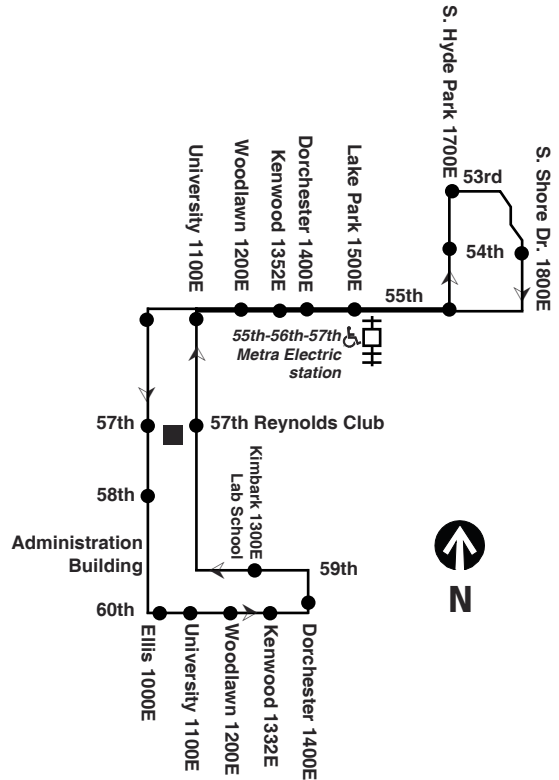 S. Hyde Park 1700E
S. Shore Dr. 1800E
53rd
54th
University 1100E
Woodlawn 1200E
Kenwood 1352E
Dorchester 1400E
Lake Park 1500E
55th
55th-56th-57th
Metra Electric
station
57th
57th Reynolds Club
58th
Kimbark 1300E
Lab School
Administration
Building
59th
60th
Ellis 1000E
University 1100E
Woodlawn 1200E
Kenwood 1332E
Dorchester 1400E
N